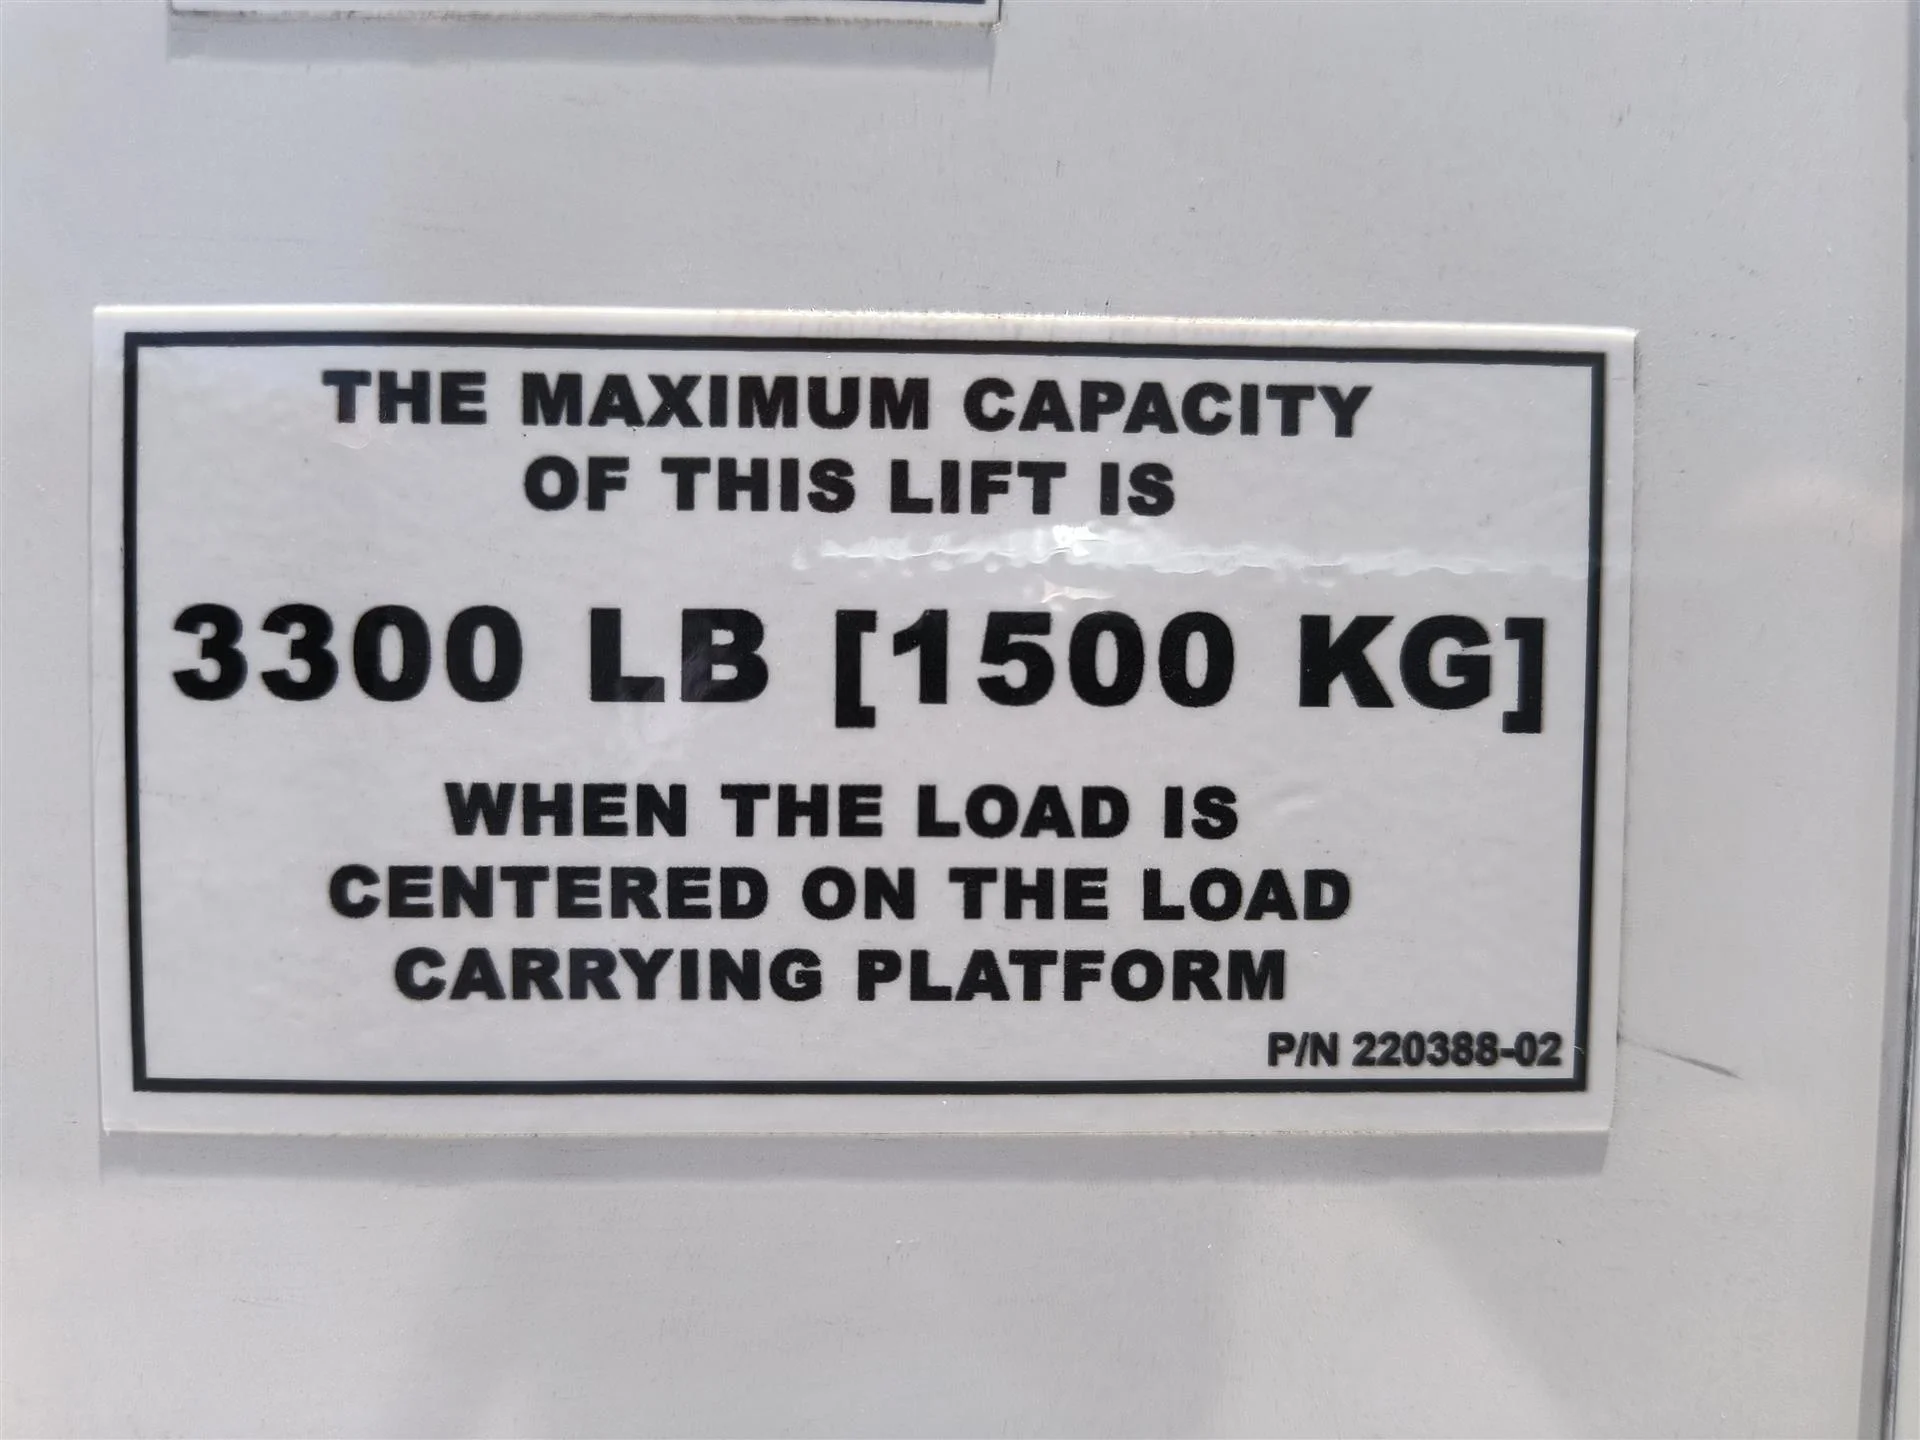 THE MAXIMUM CAPACITY
OF THIS LIFT IS
3300 LB [1500 KG]
WHEN THE LOAD IS
CENTERED ON THE LOAD
CARRYING PLATFORM
P/N 220388-02